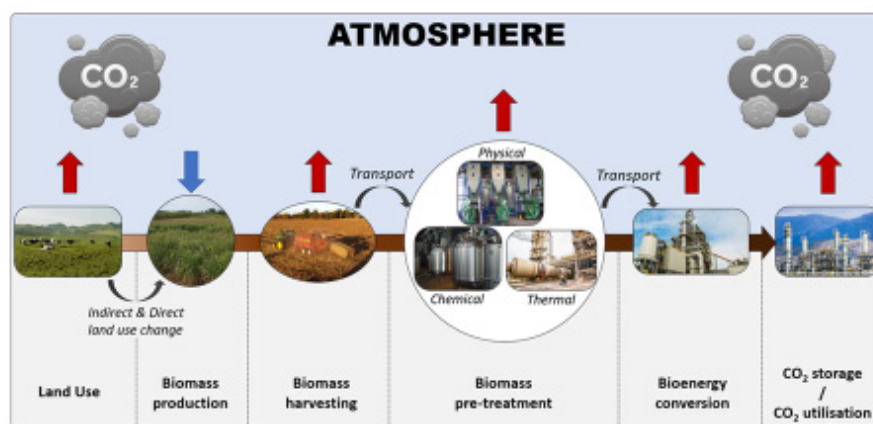 ATMOSPHERE
CO₂
CO₂
Physical
Transport
Transport
Chemical
Thermal
Indirect & Direct
land use change
Land Use
Biomass
production
Biomass
harvesting
Biomass
pre-treatment
Bioenergy
conversion
CO₂ storage
/
CO₂ utilisation